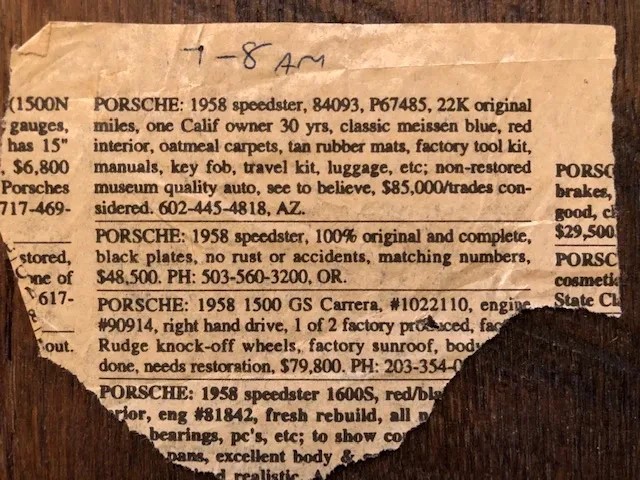 7-8 AM
(1500N
gauges,
has 15"
, $6,800
Porsches
717-469-
stored,
one of
617-
out.
PORSCHE: 1958 speedster, 84093, P67485, 22K original
miles, one Calif owner 30 yrs, classic meissen blue, red
interior, oatmeal carpets, tan rubber mats, factory tool kit,
manuals, key fob, travel kit, luggage, etc; non-restored
museum quality auto, see to believe, $85,000/trades con-
sidered. 602-445-4818, AZ.
PORSCHE: 1958 speedster, 100% original and complete,
black plates, no rust or accidents, matching numbers,
$48,500. PH: 503-560-3200, OR.
PORSCHE: 1958 1500 GS Carrera, #1022110, engine
#90914, right hand drive, 1 of 2 factory produced,
Rudge knock-off wheels, factory sunroof,
done, needs restoration, $79,800. PH: 203-354-
PORSCHE: 1958 speedster 1600S,
eng #81842, fresh rebuild, all
bearings, pc's, etc; to show
pans, excellent body &
realistic.
PORSC
brakes,
good,
$29,500
PORSC
cosmetic
State